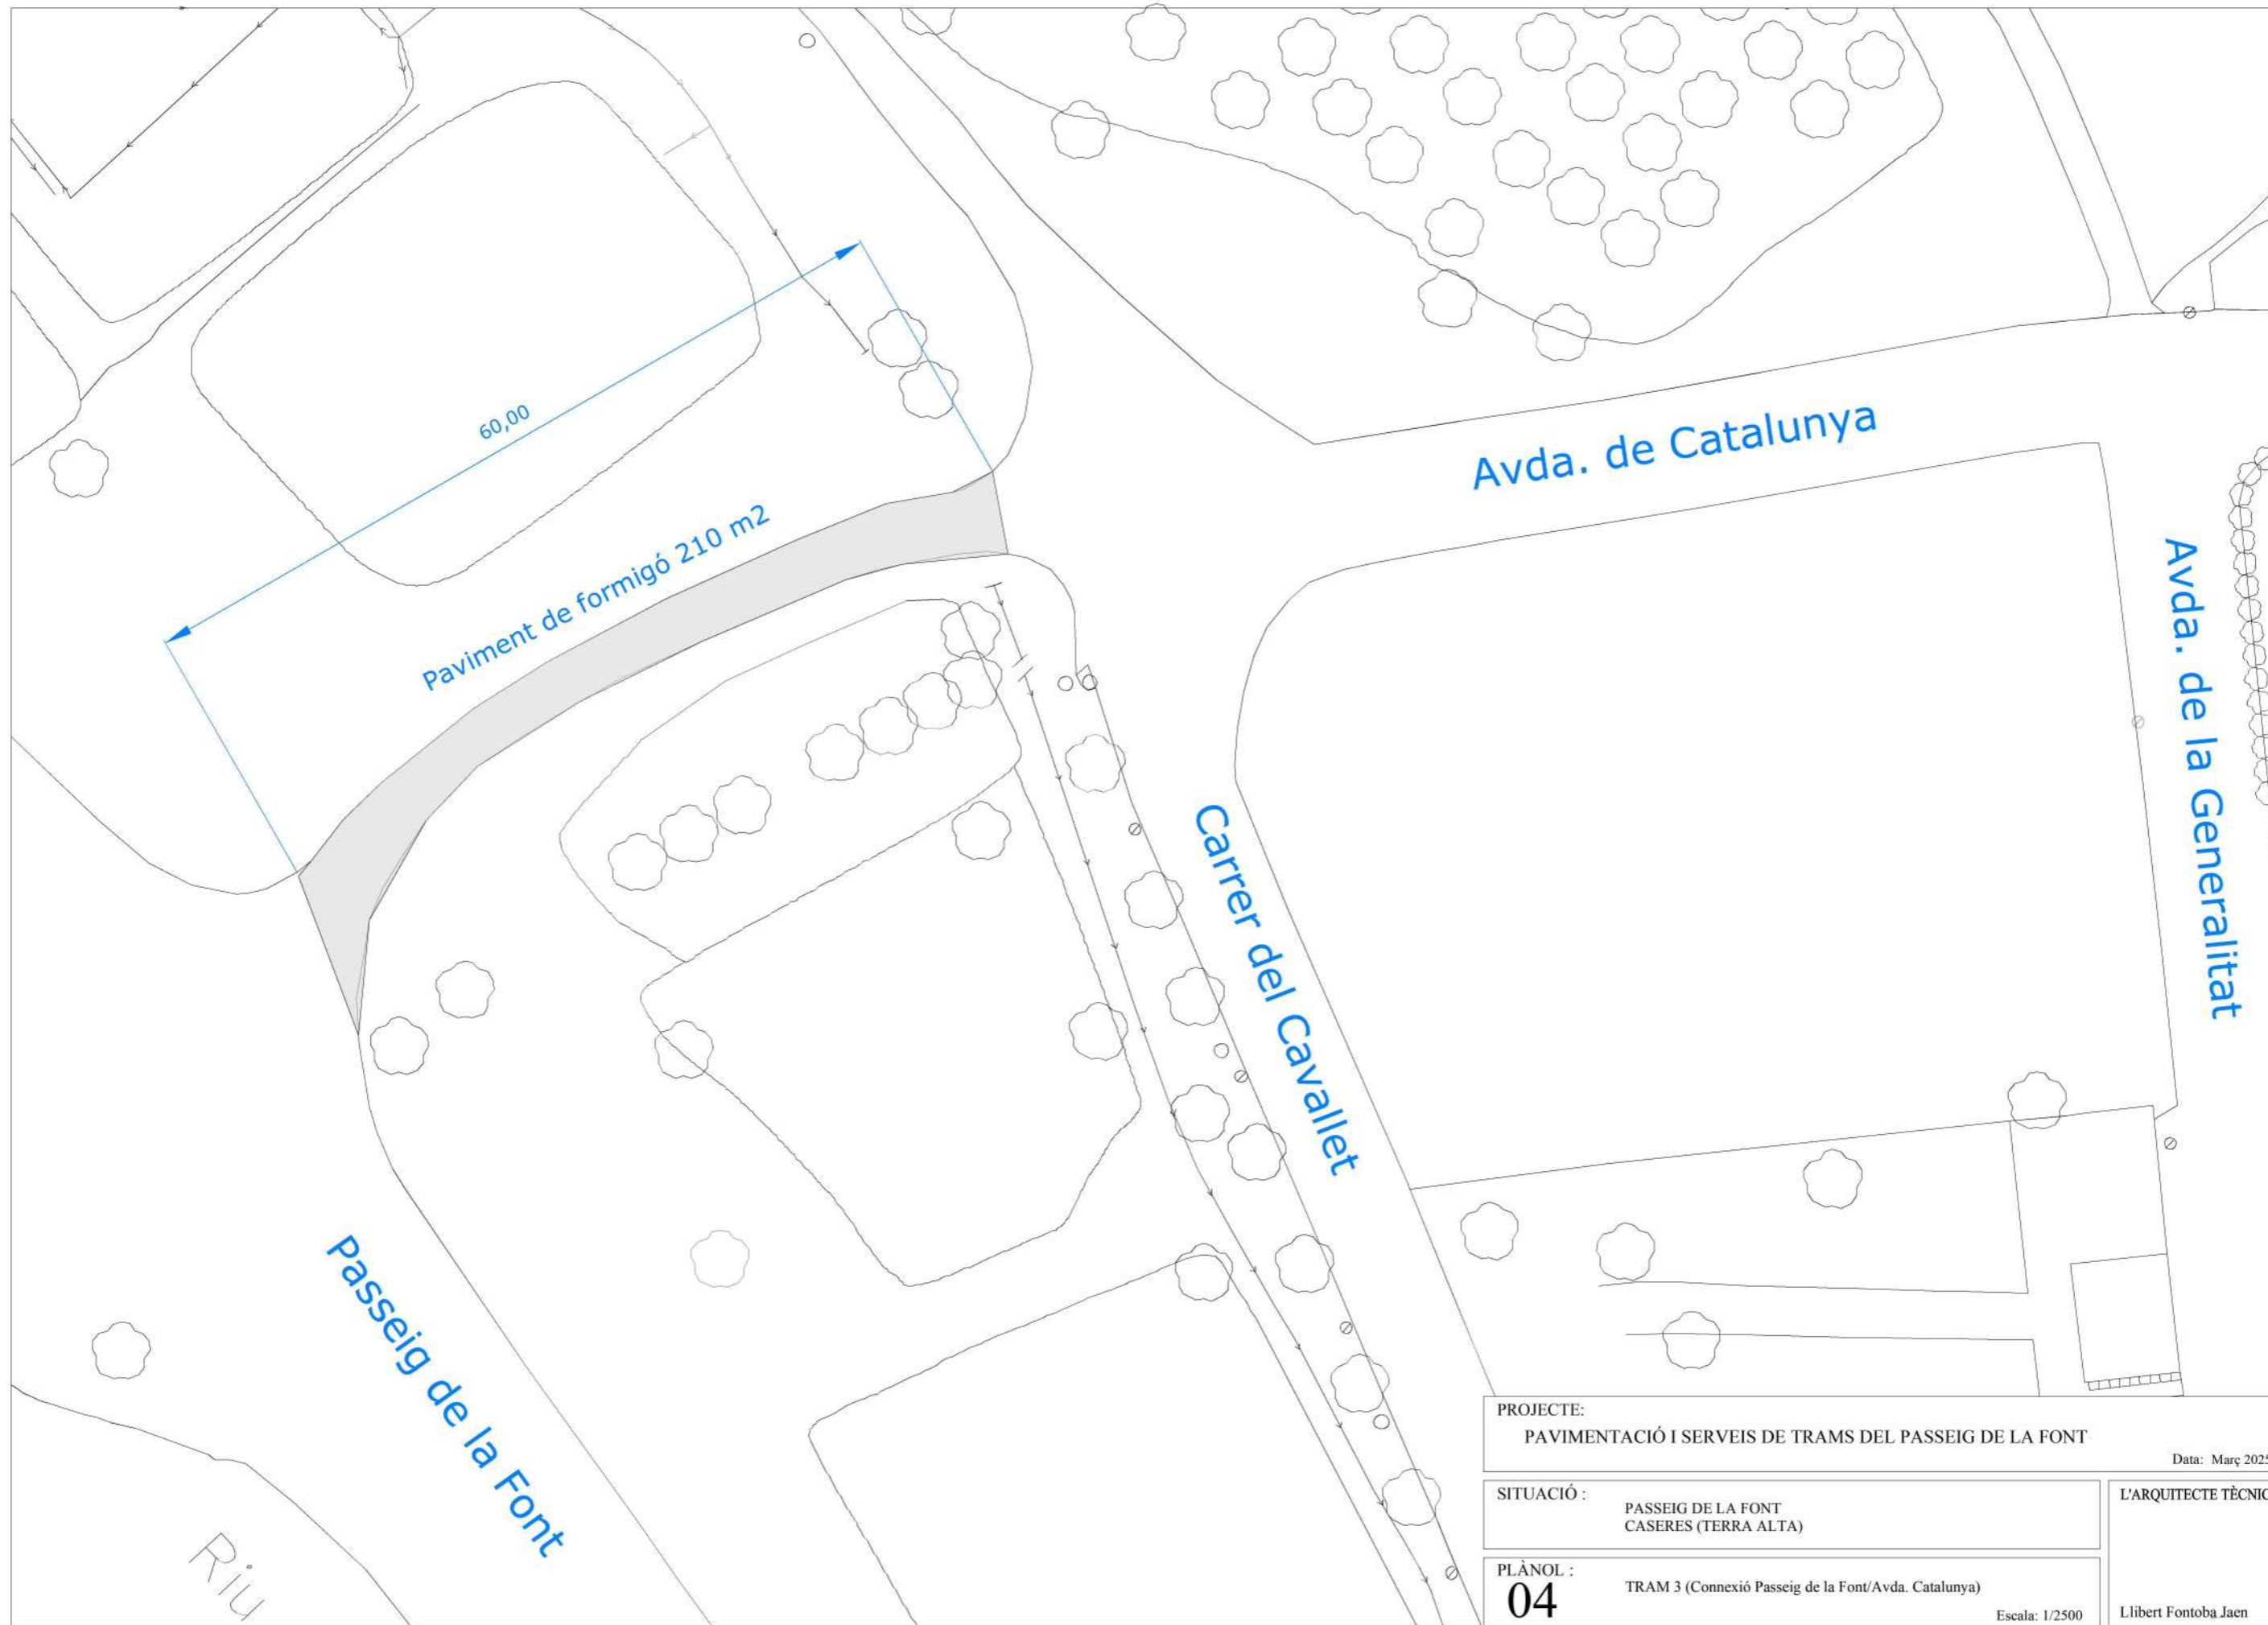 60,00
Paviment de formigó 210 m2
Avda. de Catalunya
Avda. de la Generalitat
Carrer del Cavallet
Passeig de la Font
Riu
PROJECTE:
PAVIMENTACIÓ I SERVEIS DE TRAMS DEL PASSEIG DE LA FONT
Data: Març 2025
SITUACIÓ :
PASSEIG DE LA FONT
CASERES (TERRA ALTA)
L'ARQUITECTE TÈCNIC
PLÀNOL :
04
TRAM 3 (Connexió Passeig de la Font/Avda. Catalunya)
Escala: 1/2500
Llibert Fontoba Jaen